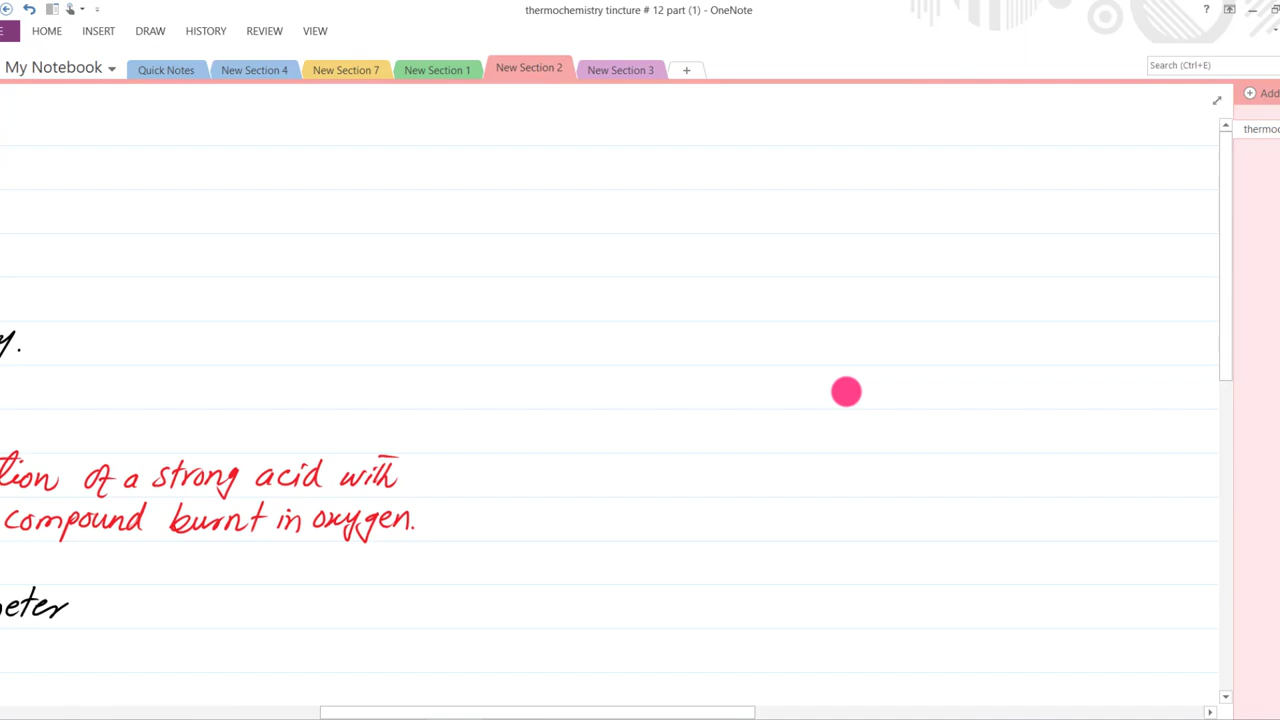 thermochemistry tincture # 12 part (1) - OneNote
?
E HOME INSERT DRAW HISTORY REVIEW VIEW
My Notebook Quick Notes New Section 4 New Section 7 New Section 1 New Section 2 New Section 3 +
Search (Ctrl+E)
Add
thermoc
y.
tion of a strong acid with
compound burnt in oxygen.
eter